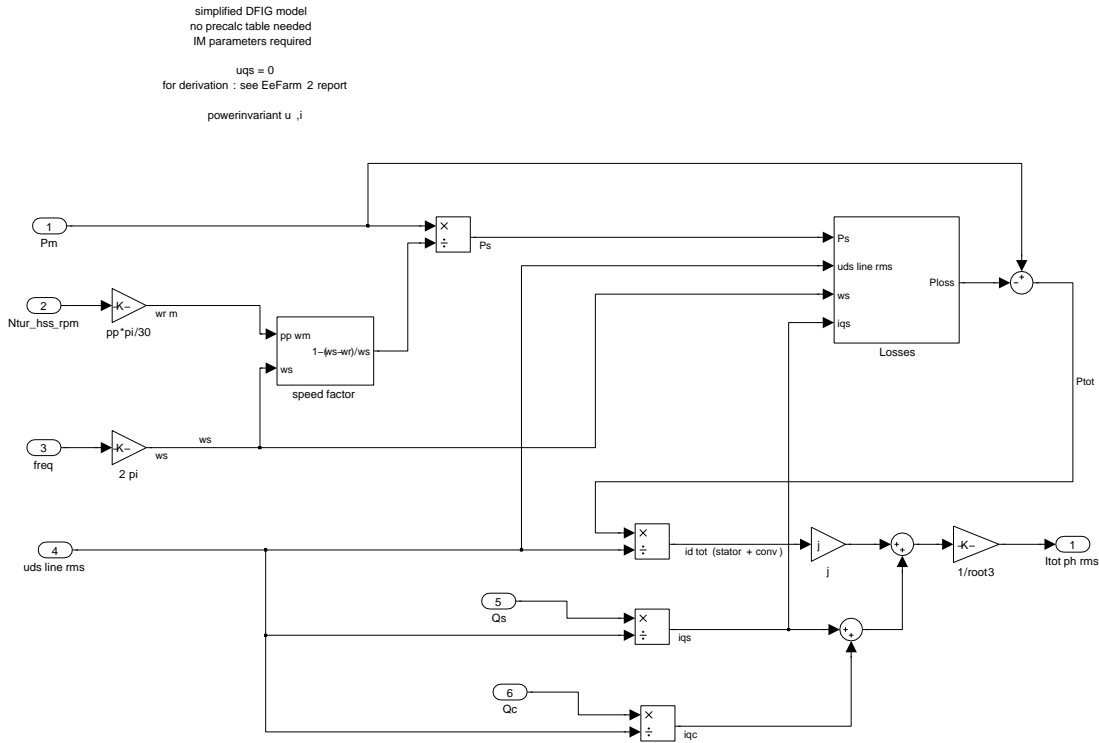 simplified DFIG model
no precalc table needed
IM parameters required
uqs = 0
for derivation : see EeFarm 2 report
powerinvariant u ,i
1
Pm
×
÷
Ps
Ps
uds line rms
ws
iqs
Ploss
Losses
+
−
2
Ntur_hss_rpm
-K-
pp*pi/30
wr m
pp wm
ws
1−(ws−wr)/ws
speed factor
Ptot
3
freq
-K-
2 pi
ws
ws
4
uds line rms
×
÷
id tot (stator + conv )
j
j
+
+
-K-
1/root3
1
Itot ph rms
5
Qs
×
÷
iqs
+
+
6
Qc
×
÷
iqc